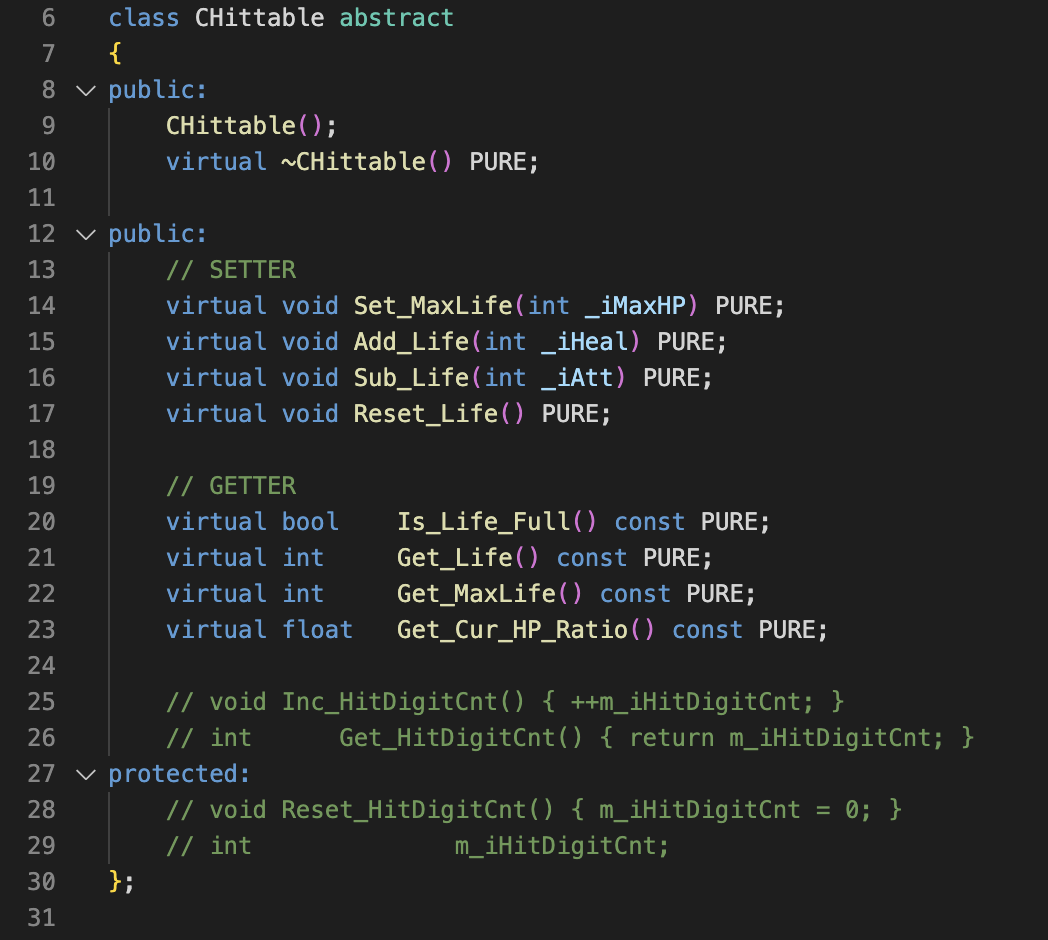 6 class CHittable abstract
7 {
8 public:
9 CHittable();
10 virtual ~CHittable() PURE;
11
12 public:
13 // SETTER
14 virtual void Set_MaxLife(int _iMaxHP) PURE;
15 virtual void Add_Life(int _iHeal) PURE;
16 virtual void Sub_Life(int _iAtt) PURE;
17 virtual void Reset_Life() PURE;
18
19 // GETTER
20 virtual bool    Is_Life_Full() const PURE;
21 virtual int     Get_Life() const PURE;
22 virtual int     Get_MaxLife() const PURE;
23 virtual float   Get_Cur_HP_Ratio() const PURE;
24
25 // void Inc_HitDigitCnt() { ++m_iHitDigitCnt; }
26 // int      Get_HitDigitCnt() { return m_iHitDigitCnt; }
27 protected:
28 // void Reset_HitDigitCnt() { m_iHitDigitCnt = 0; }
29 // int              m_iHitDigitCnt;
30 };
31